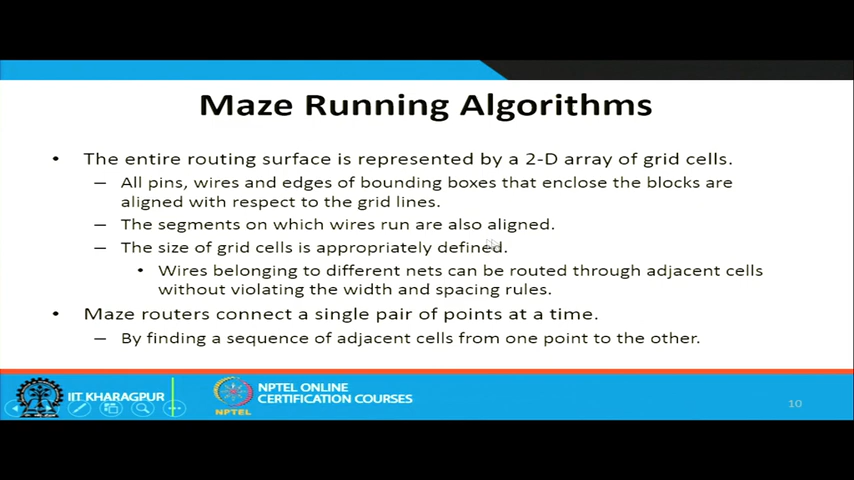 Maze Running Algorithms
• The entire routing surface is represented by a 2-D array of grid cells.
– All pins, wires and edges of bounding boxes that enclose the blocks are
aligned with respect to the grid lines.
– The segments on which wires run are also aligned.
– The size of grid cells is appropriately defined.
• Wires belonging to different nets can be routed through adjacent cells
without violating the width and spacing rules.
• Maze routers connect a single pair of points at a time.
– By finding a sequence of adjacent cells from one point to the other.
IIT KHARAGPUR
NPTEL
NPTEL ONLINE
CERTIFICATION COURSES
10